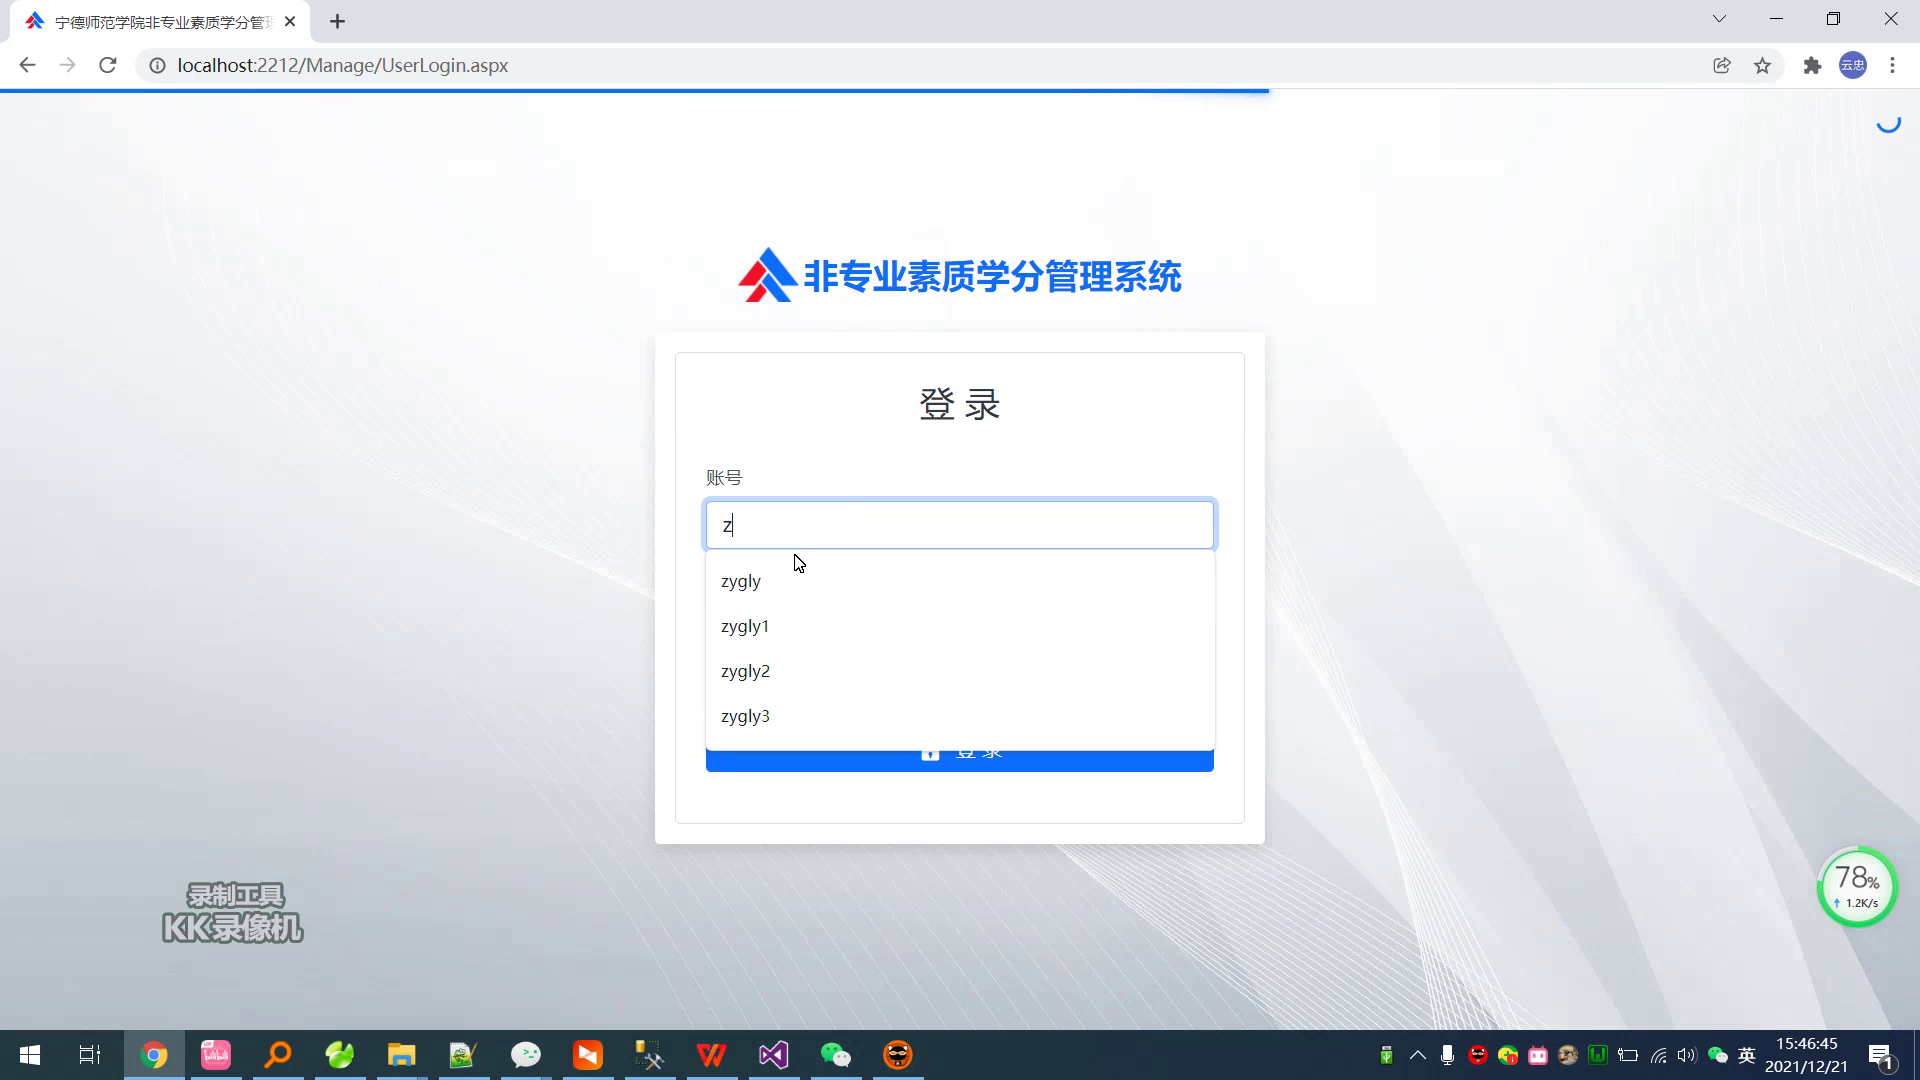 宁德师范学院非专业素质学分管理
localhost:2212/Manage/UserLogin.aspx
云忠
非专业素质学分管理系统
登 录
账号
z
zygly
zygly1
zygly2
zygly3
登 录
78%
1.2K/s
录制工具
KK录像机
英
15:46:45
2021/12/21
1